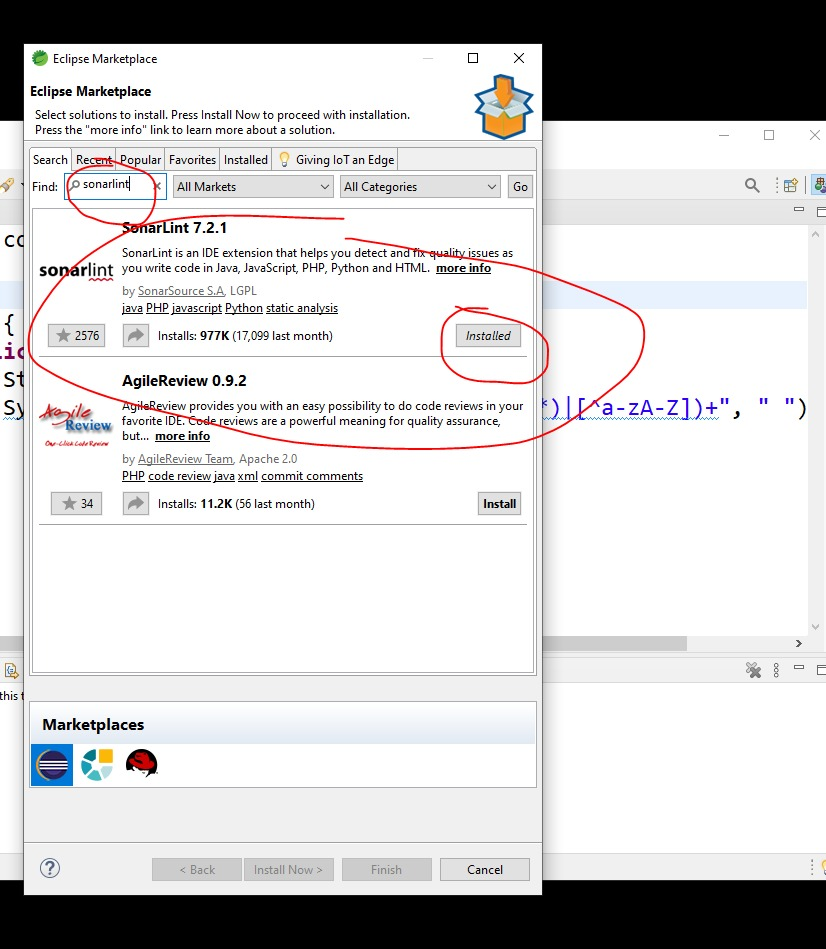 Eclipse Marketplace
Eclipse Marketplace
Select solutions to install. Press Install Now to proceed with installation.
Press the "more info" link to learn more about a solution.
Search Recent Popular Favorites Installed Giving IoT an Edge
Find: sonarlint All Markets All Categories Go
SonarLint 7.2.1
SonarLint is an IDE extension that helps you detect and fix quality issues as
you write code in Java, JavaScript, PHP, Python and HTML. more info
sonarlint
by SonarSource S.A, LGPL
java PHP javascript Python static analysis
2576 Installs: 977K (17,099 last month) Installed
AgileReview 0.9.2
AgileReview provides you with an easy possibility to do code reviews in your
favorite IDE. Code reviews are a powerful meaning for quality assurance,
but... more info
Agile Review
One-Click Code Review
by AgileReview Team, Apache 2.0
PHP code review java xml commit comments
34 Installs: 11.2K (56 last month) Install
co
{
lic
St
Sy
*)|[^a-zA-Z])+", " ")
this t
Marketplaces
< Back Install Now > Finish Cancel